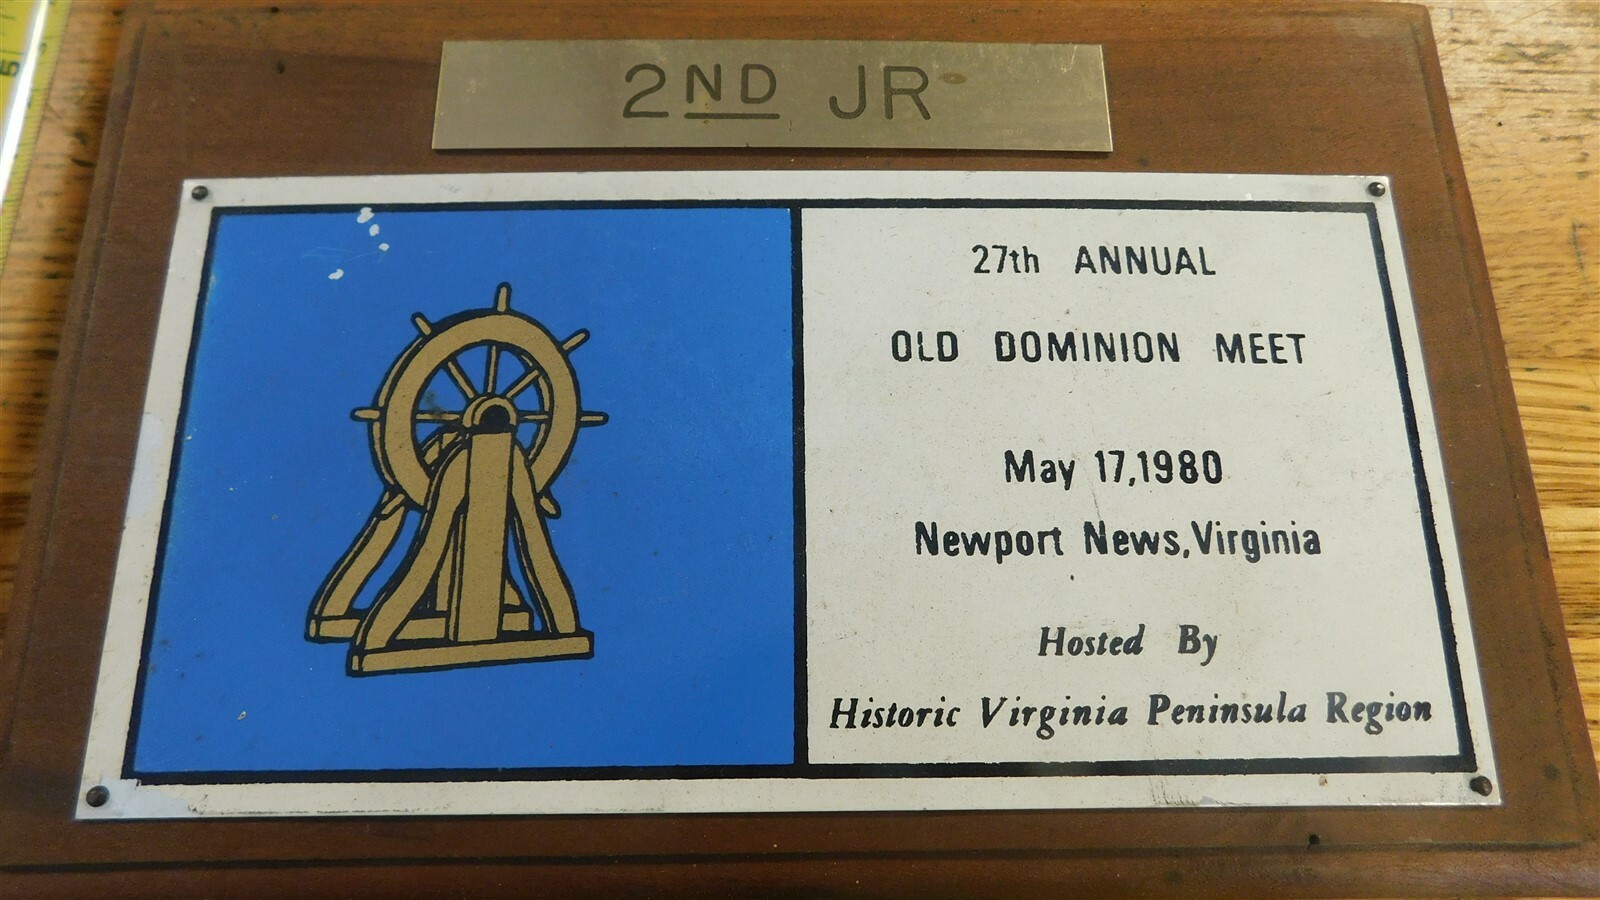 2ND JR
27th ANNUAL
OLD DOMINION MEET
May 17,1980
Newport News,Virginia
Hosted By
Historic Virginia Peninsula Region
5